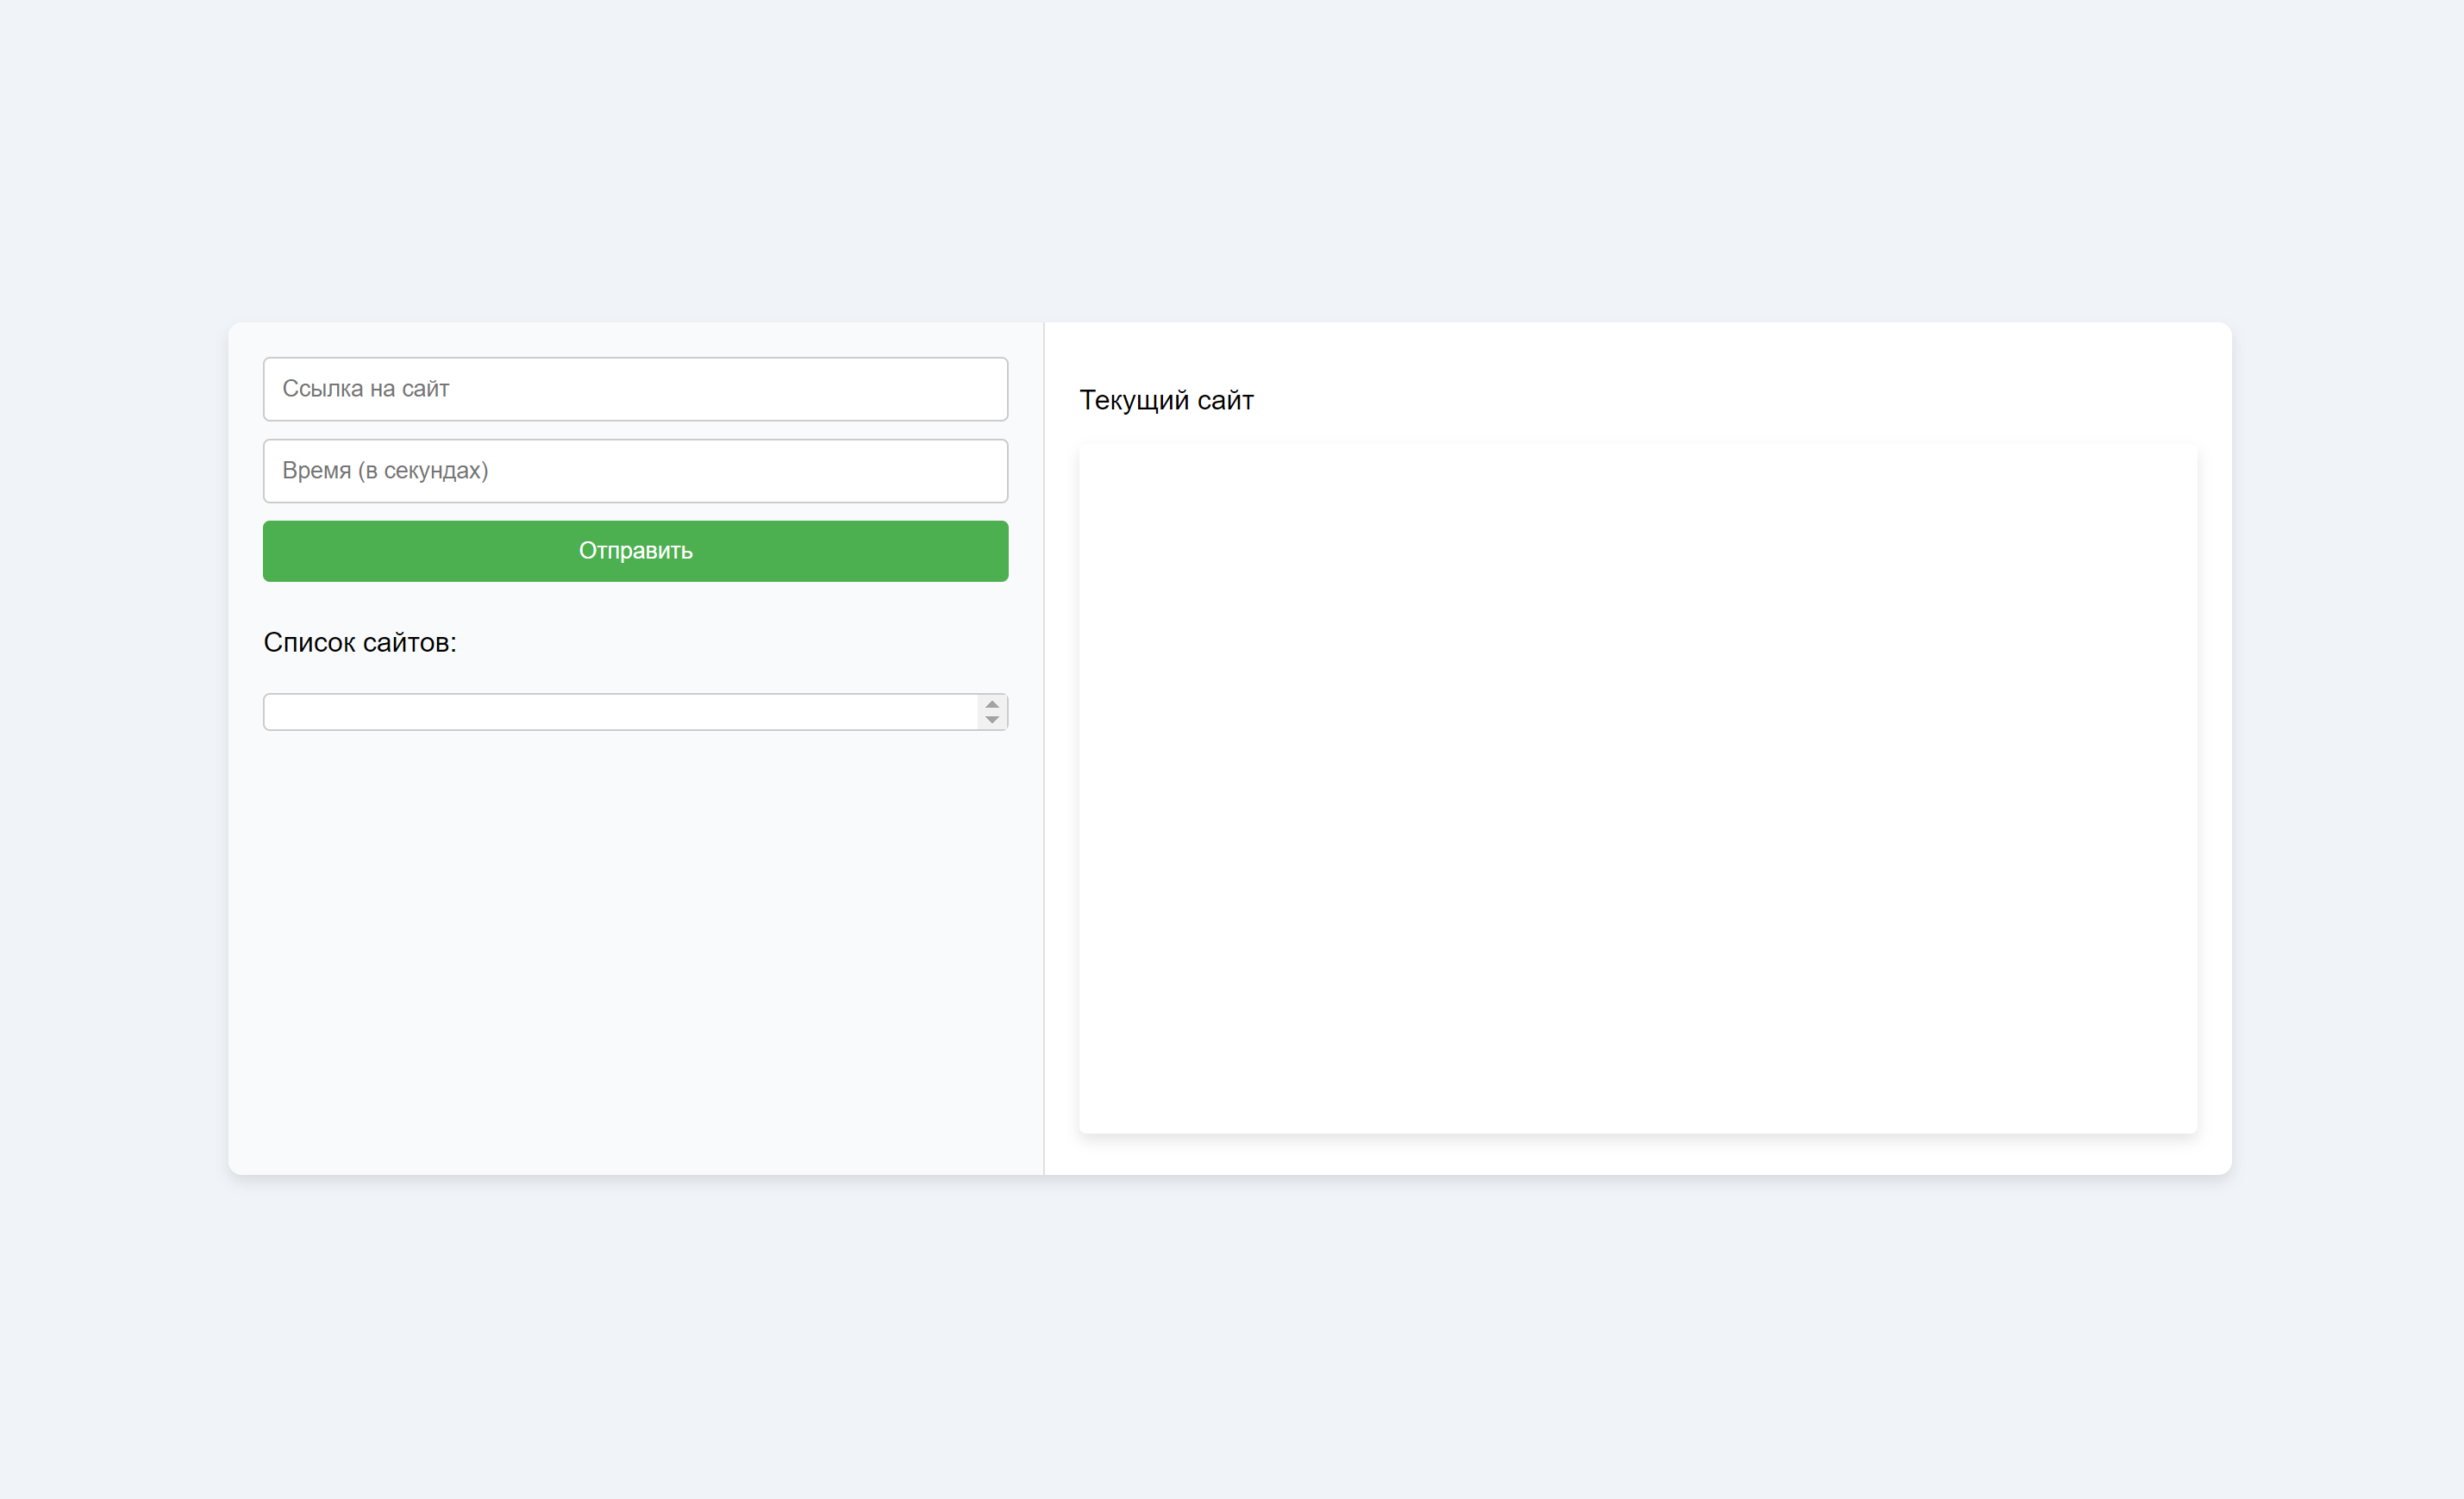 Ссылка на сайт
Время (в секундах)
Отправить
Список сайтов:
Текущий сайт